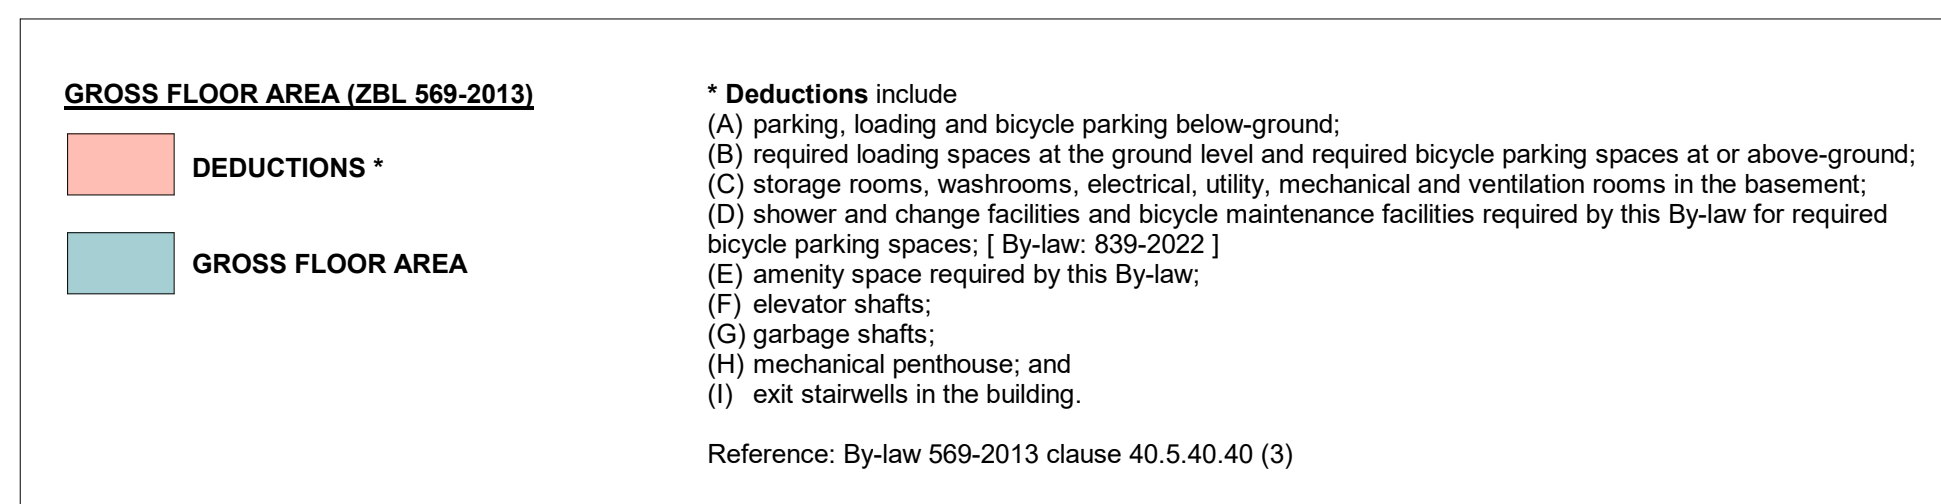 GROSS FLOOR AREA (ZBL 569-2013)
DEDUCTIONS *
GROSS FLOOR AREA
* Deductions include
(A) parking, loading and bicycle parking below-ground;
(B) required loading spaces at the ground level and required bicycle parking spaces at or above-ground;
(C) storage rooms, washrooms, electrical, utility, mechanical and ventilation rooms in the basement;
(D) shower and change facilities and bicycle maintenance facilities required by this By-law for required
bicycle parking spaces; [ By-law: 839-2022 ]
(E) amenity space required by this By-law;
(F) elevator shafts;
(G) garbage shafts;
(H) mechanical penthouse; and
(I) exit stairwells in the building.
Reference: By-law 569-2013 clause 40.5.40.40 (3)